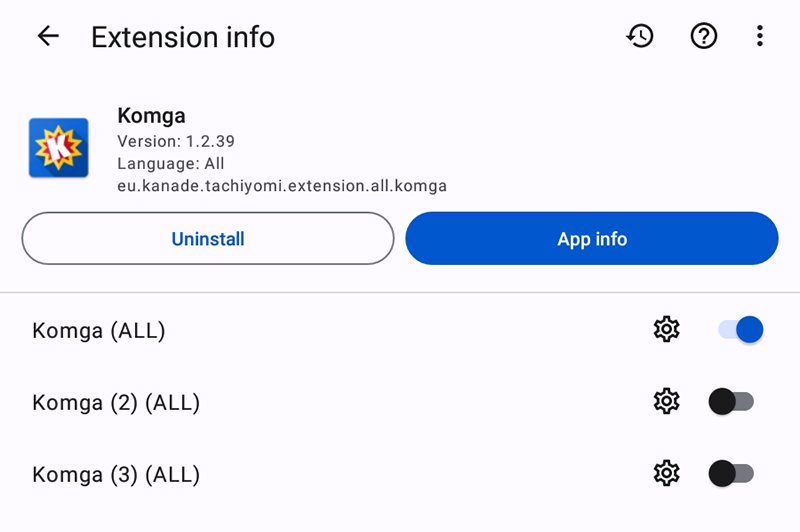 Extension info
K
Komga
Version: 1.2.39
Language: All
eu.kanade.tachiyomi.extension.all.komga
Uninstall
App info
Komga (ALL)
Komga (2) (ALL)
Komga (3) (ALL)